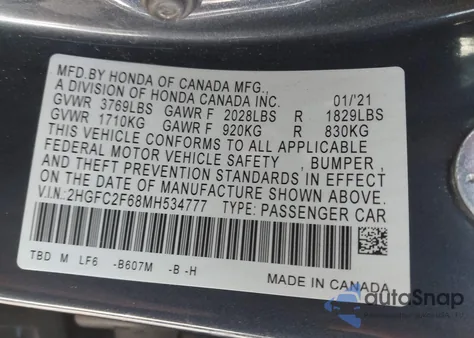 MFD.BY HONDA OF CANADA MFG.,
A DIVISION OF HONDA CANADA INC. 01/'21
GVWR 3769LBS GAWR F 2028LBS R 1829LBS
GVWR 1710KG GAWR F 920KG R 830KG
THIS VEHICLE CONFORMS TO ALL APPLICABLE
FEDERAL MOTOR VEHICLE SAFETY , BUMPER,
AND THEFT PREVENTION STANDARDS IN EFFECT
ON THE DATE OF MANUFACTURE SHOWN ABOVE.
V.I.N:2HGFC2F68MH534777 TYPE: PASSENGER CAR
TBD M LF6 -B607M -B -H
MADE IN CANADA
autoSnap